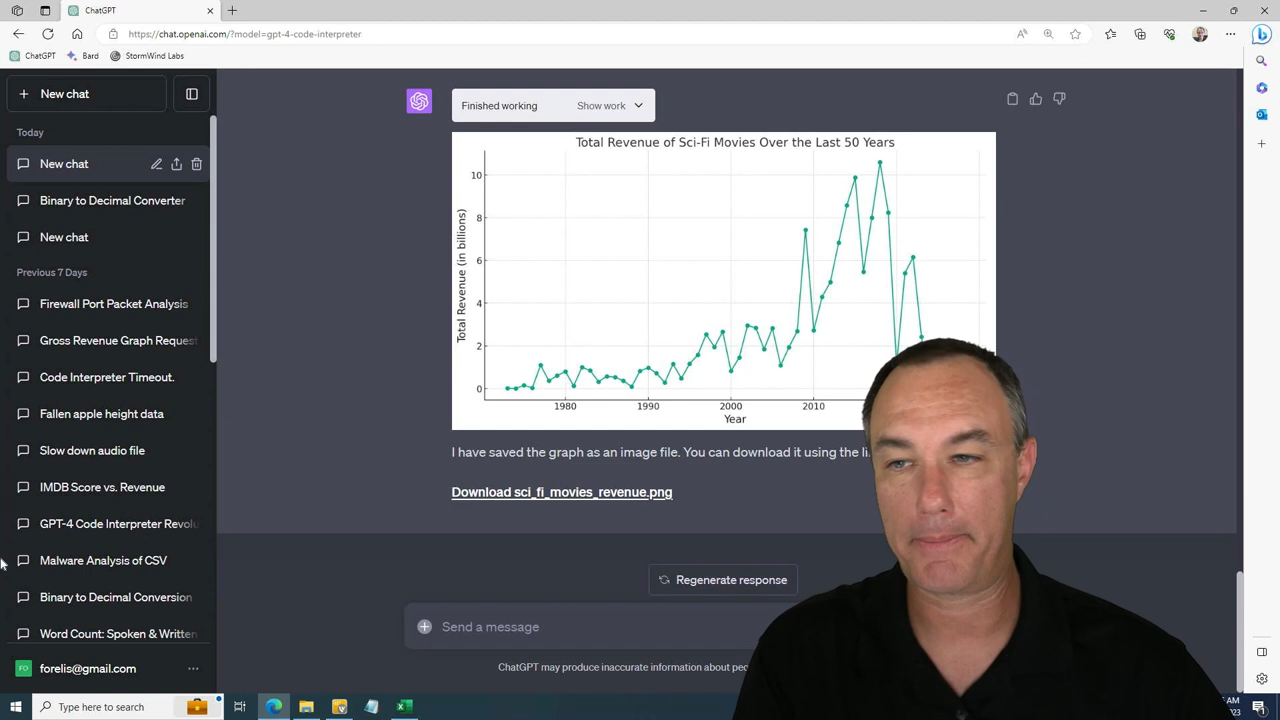 ChatGPT
https://chat.openai.com/?model=gpt-4-code-interpreter
ChatGPT
Bard
StormWind Labs
New chat
Today
New chat
Binary to Decimal Converter
New chat
Previous 7 Days
Firewall Port Packet Analysis
Gross Revenue Graph Request
Code Interpreter Testing.
Fallen apple height data
Slow down audio file
IMDB Score vs. Revenue
GPT-4 Code Interpreter Revolu
Malware Analysis of CSV
Binary to Decimal Conversion
Word Count: Spoken & Written
FO
forelis@gmail.com
Finished working
Show work
Total Revenue of Sci-Fi Movies Over the Last 50 Years
Total Revenue (in billions)
10
8
6
4
2
0
1980
1990
2000
2010
Year
I have saved the graph as an image file. You can download it using the
Download sci_fi_movies_revenue.png
Regenerate response
Send a message
ChatGPT may produce inaccurate information about
Type here to search